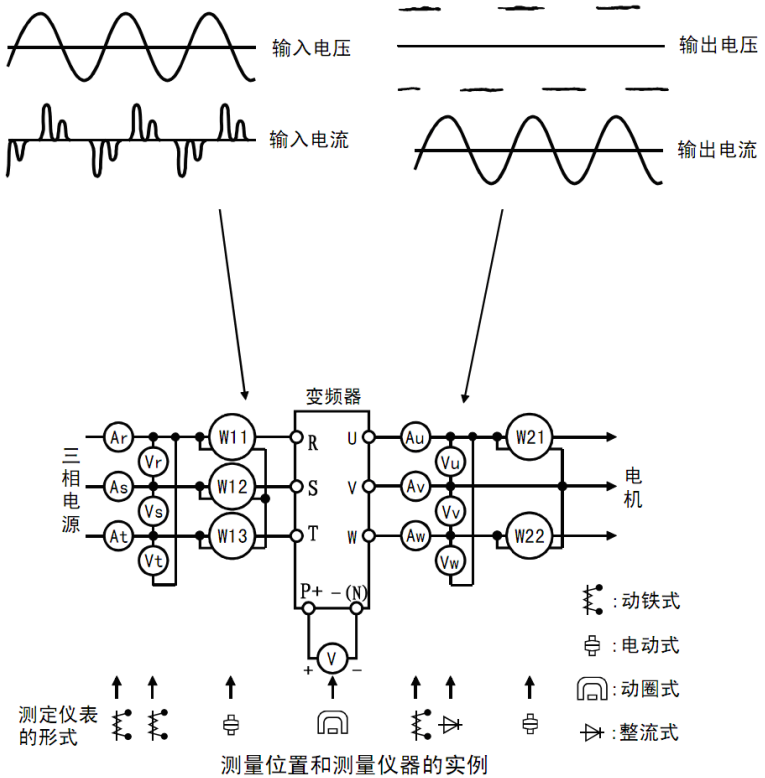 输入电压
输出电压
输入电流
输出电流
变频器
三相电源
Ar
Vr
W11
R
U
Au
Vu
W21
As
Vs
W12
S
V
Av
Vv
电机
At
Vt
W13
T
W
Aw
Vw
W22
P+ −(N)
+ V −
:动铁式
:电动式
:动圈式
:整流式
测定仪表
的形式
测量位置和测量仪器的实例